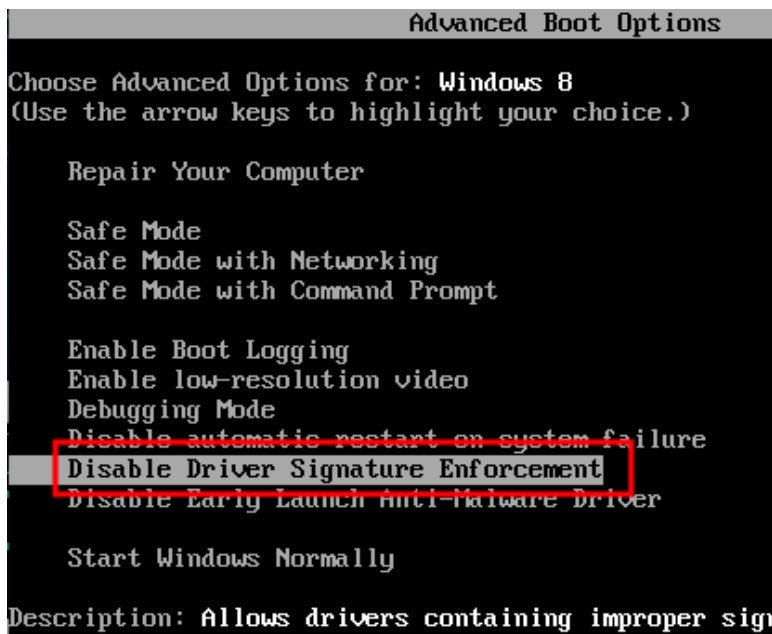 Advanced Boot Options
Choose Advanced Options for: Windows 8
(Use the arrow keys to highlight your choice.)
Repair Your Computer
Safe Mode
Safe Mode with Networking
Safe Mode with Command Prompt
Enable Boot Logging
Enable low-resolution video
Debugging Mode
Disable automatic restart on system failure
Disable Driver Signature Enforcement
Disable Early Launch Anti-Malware Driver
Start Windows Normally
Description: Allows drivers containing improper